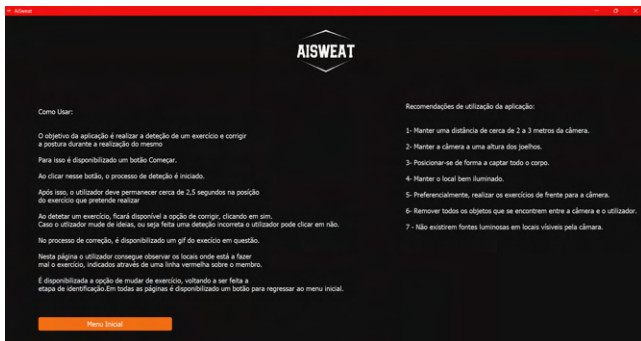 AISweat
AISWEAT
Como Usar:
O objetivo da aplicação é realizar a deteção de um exercício e corrigir
a postura durante a realização do mesmo
Para isso é disponibilizado um botão Começar.
Ao clicar nesse botão, o processo de deteção é iniciado.
Após isso, o utilizador deve permanecer cerca de 2,5 segundos na posição
do exercício que pretende realizar
Ao detetar um exercício, ficará disponível a opção de corrigir, clicando em sim.
Caso o utlizador mude de ideias, ou seja feita uma deteção incorreta o utilizador pode clicar em não.
No processo de correção, é disponibilizado um gif do execício em questão.
Nesta página o utilizador consegue observar os locais onde está a fazer
mal o exercício, indicados através de uma linha vermelha sobre o membro.
É disponibilizada a opção de mudar de exercício, voltando a ser feita a
etapa de identificação.Em todas as páginas é disponibilizado um botão para regressar ao menu inicial.
Menu Inicial
Recomendações de utilização da aplicação:
1- Manter uma distância de cerca de 2 a 3 metros da câmera.
2- Manter a câmera a uma altura dos joelhos.
3- Posicionar-se de forma a captar todo o corpo.
4- Manter o local bem iluminado.
5- Preferencialmente, realizar os exercícios de frente para a câmera.
6- Remover todos os objetos que se encontrem entre a câmera e o utilizador.
7 - Não existirem fontes luminosas em locais vísiveis pela câmara.